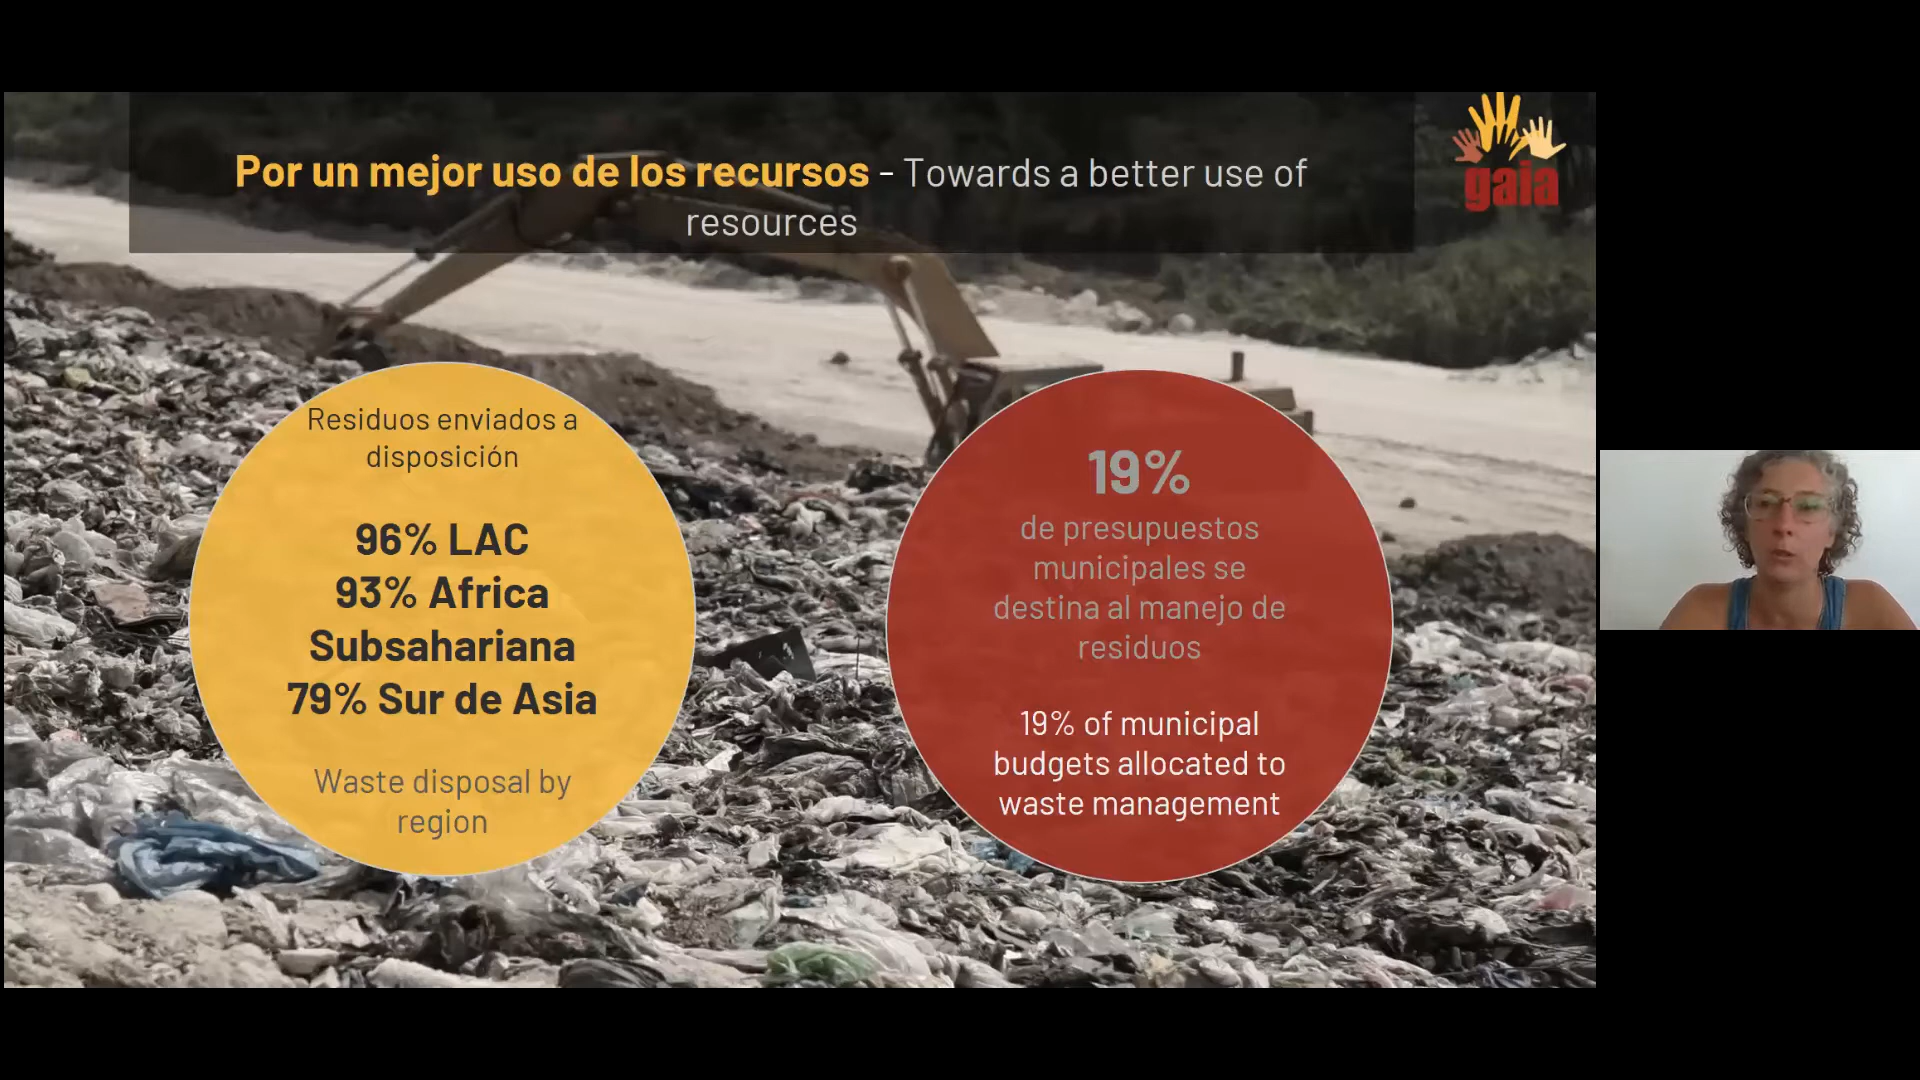 Por un mejor uso de los recursos - Towards a better use of
resources
gaia
Residuos enviados a
disposición
96% LAC
93% Africa
Subsahariana
79% Sur de Asia
Waste disposal by
region
19%
de presupuestos
municipales se
destina al manejo de
residuos
19% of municipal
budgets allocated to
waste management